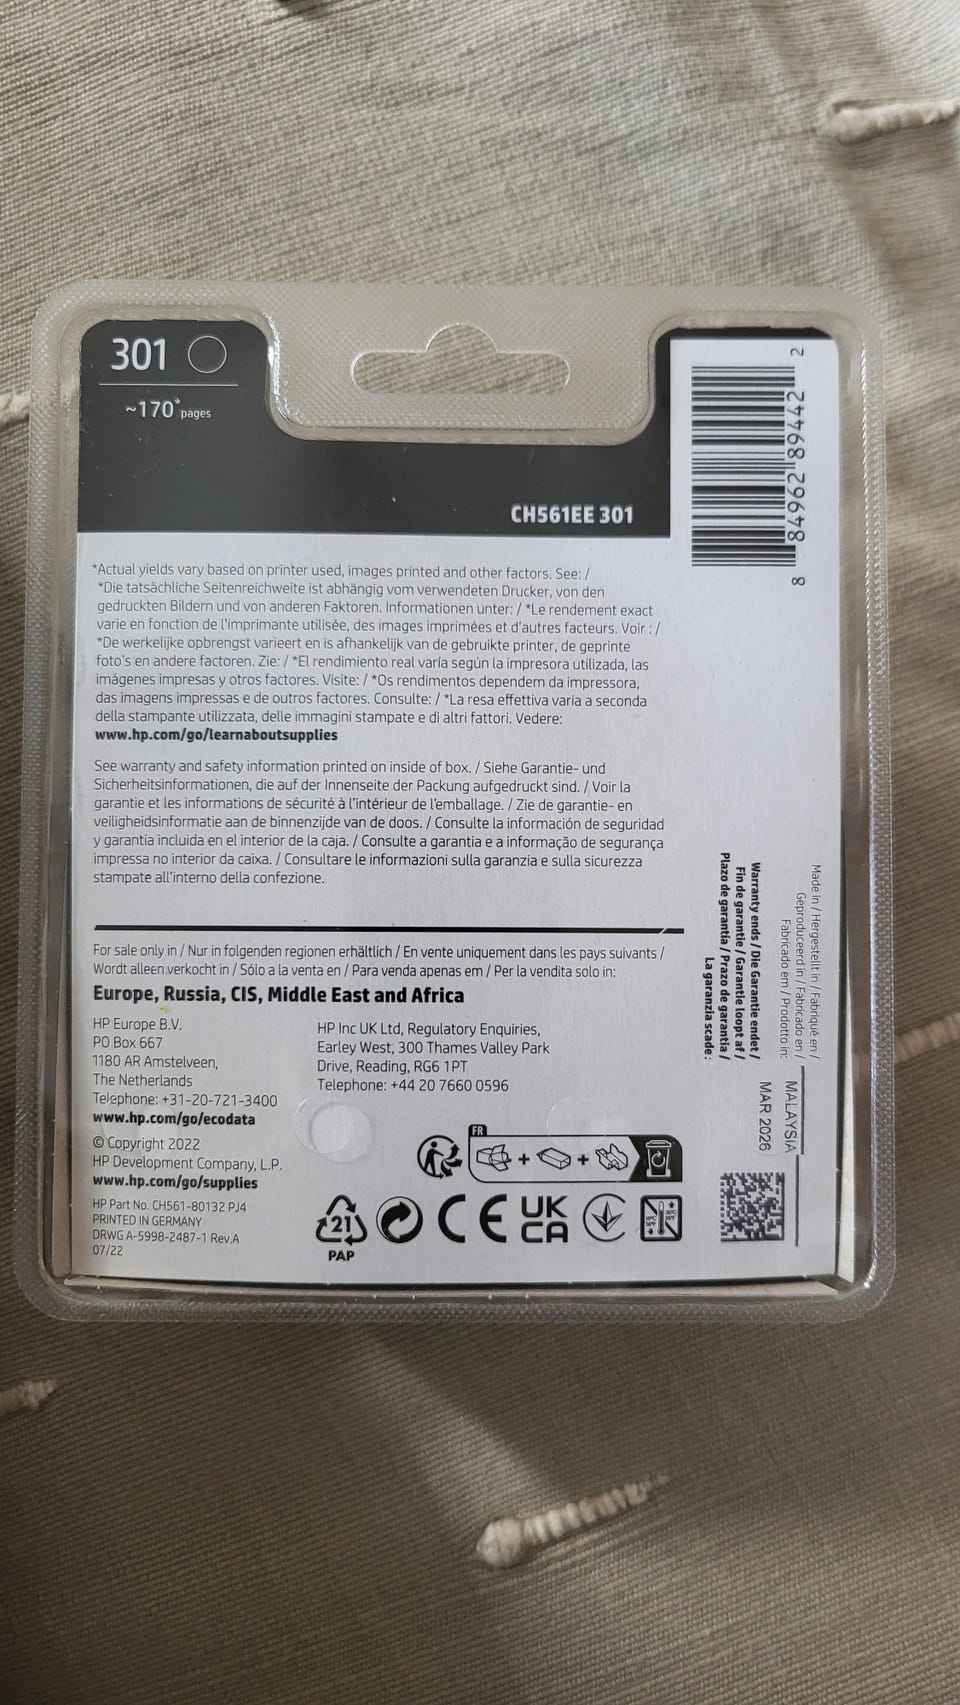 301
~170* pages
CH561EE 301
8 84962 89442 2
*Actual yields vary based on printer used, images printed and other factors. See: /
*Die tatsächliche Seitenreichweite ist abhängig vom verwendeten Drucker, von den
gedruckten Bildern und von anderen Faktoren. Informationen unter: / *Le rendement exact
varie en fonction de l'imprimante utilisée, des images imprimées et d'autres facteurs. Voir : /
*De werkelijke opbrengst varieert en is afhankelijk van de gebruikte printer, de geprinte
foto's en andere factoren. Zie: / *El rendimiento real varía según la impresora utilizada, las
imágenes impresas y otros factores. Visite: / *Os rendimentos dependem da impressora,
das imagens impressas e de outros factores. Consulte: / *La resa effettiva varia a seconda
della stampante utilizzata, delle immagini stampate e di altri fattori. Vedere:
www.hp.com/go/learnaboutsupplies
See warranty and safety information printed on inside of box. / Siehe Garantie- und
Sicherheitsinformationen, die auf der Innenseite der Packung aufgedruckt sind. / Voir la
garantie et les informations de sécurité à l'intérieur de l'emballage. / Zie de garantie- en
veiligheidsinformatie aan de binnenzijde van de doos. / Consulte la información de seguridad
y garantía incluida en el interior de la caja. / Consulte a garantia e a informação de segurança
impressa no interior da caixa. / Consultare le informazioni sulla garanzia e sulla sicurezza
stampate all'interno della confezione.
For sale only in / Nur in folgenden regionen erhältlich / En vente uniquement dans les pays suivants /
Wordt alleen verkocht in / Sólo a la venta en / Para venda apenas em / Per la vendita solo in:
Europe, Russia, CIS, Middle East and Africa
HP Europe B.V.
PO Box 667
1180 AR Amstelveen,
The Netherlands
Telephone: +31-20-721-3400
www.hp.com/go/ecodata
© Copyright 2022
HP Development Company, L.P.
www.hp.com/go/supplies
HP Part No. CH561-80132 PJ4
PRINTED IN GERMANY
DRWG A-5998-2487-1 Rev.A
07/22
HP Inc UK Ltd, Regulatory Enquiries,
Earley West, 300 Thames Valley Park
Drive, Reading, RG6 1PT
Telephone: +44 20 7660 0596
FR
21
PAP
CE
UK
CA
Made in / Hergestellt in / Fabriqué en /
Geproduceerd in / Fabricado en /
Fabricado em / Prodotto in:
MALAYSIA
Warranty ends / Die Garantie endet /
Fin de garantie / Garantie loopt af /
Plazo de garantía / Prazo de garantia /
La garanzia scade:
MAR 2026